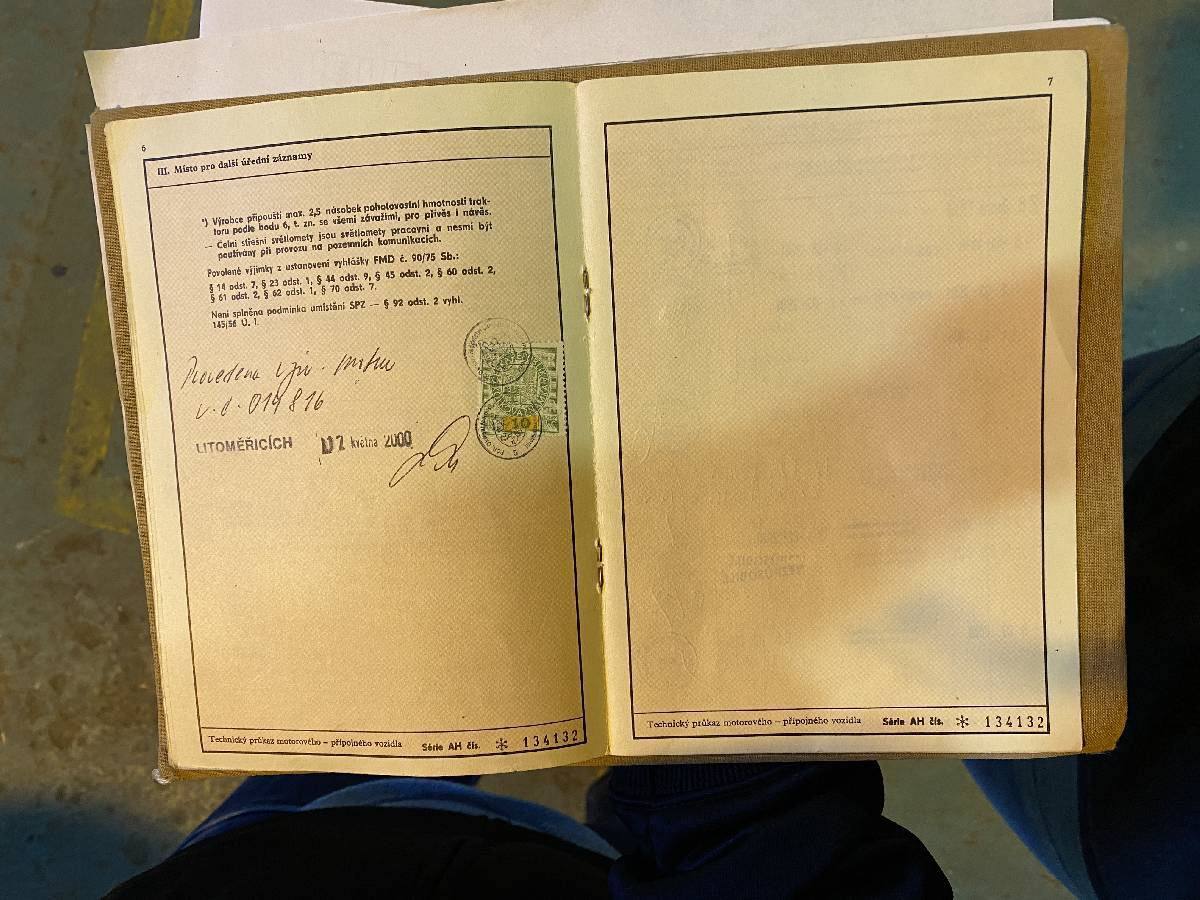 6
III. Místo pro další úřední záznamy
*) Výrobce připouští max. 2,5 násobek pohotovostní hmotnosti trak-
toru podle bodu 6, t. zn. se všemi závažími, pro přívěs i návěs.
— Čelní střešní světlomety jsou světlomety pracovní a nesmí být
používány při provozu na pozemních komunikacích.
Povolené výjimky z ustanovení vyhlášky FMD č. 90/75 Sb.:
§ 14 odst. 7, § 23 odst. 1, § 44 odst. 9, § 45 odst. 2, § 60 odst. 2,
§ 61 odst. 2, § 62 odst. 1, § 70 odst. 7.
Není splněna podmínka umístění SPZ — § 92 odst. 2 vyhl.
145/56 Ú. l.
Provedena
v. č. 019816
10
LITOMĚŘICÍCH 02 května 2000
Technický průkaz motorového – přípojného vozidla Série AH čís. * 134132
7
Technický průkaz motorového – přípojného vozidla Série AH čís. * 134132